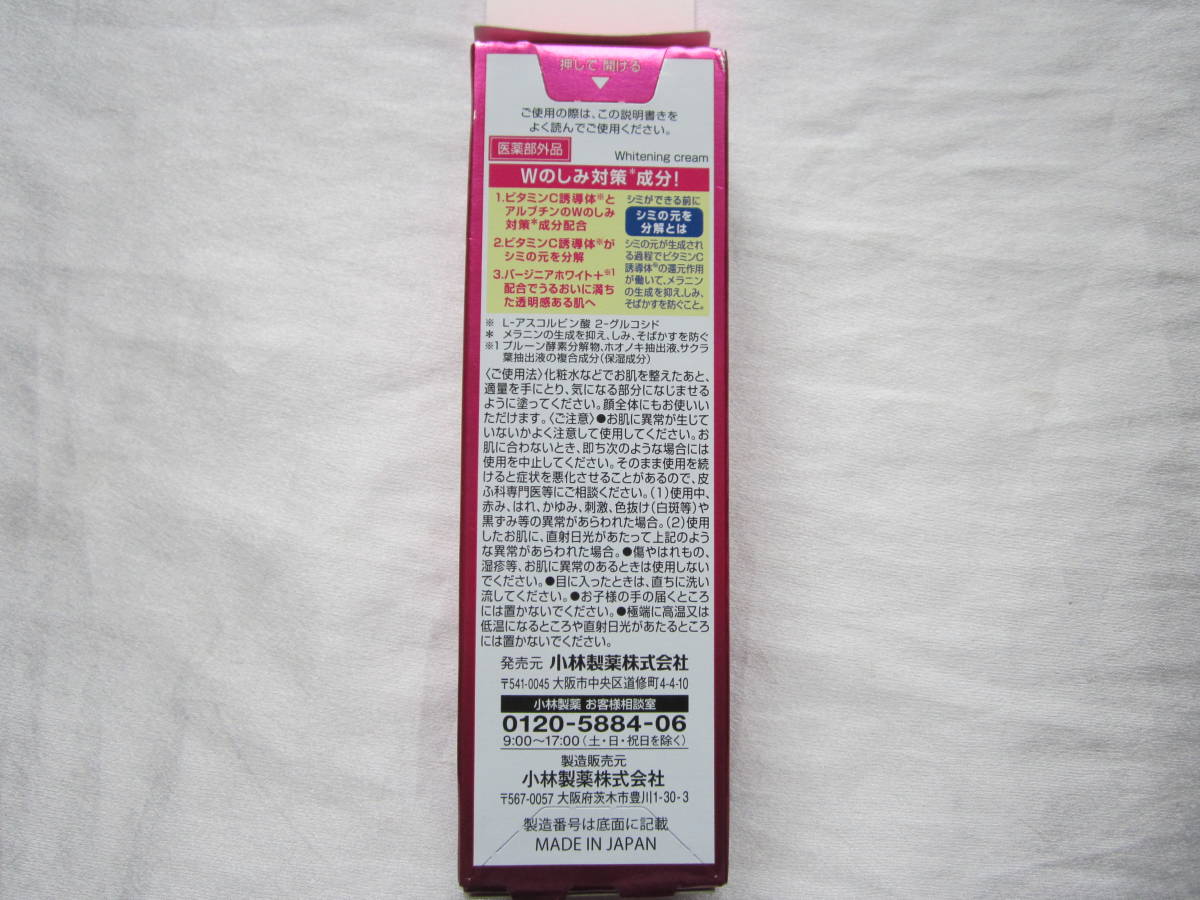 押して 開ける
ご使用の際は、この説明書きを
よく読んでご使用ください。
医薬部外品
Whitening cream
Wのしみ対策＊成分！
1.ビタミンC誘導体※と
アルブチンのWのしみ
対策＊成分配合
2.ビタミンC誘導体※が
シミの元を分解
3.バージニアホワイト＋※1
配合でうるおいに満ち
た透明感ある肌へ
シミができる前に
シミの元を
分解とは
シミの元が生成され
る過程でビタミンC
誘導体※の還元作用
が働いて、メラニン
の生成を抑え、しみ、
そばかすを防ぐこと。
※ L-アスコルビン酸 2-グルコシド
＊ メラニンの生成を抑え、しみ、そばかすを防ぐ
※1 プルーン酵素分解物、ホオノキ抽出液、サクラ
葉抽出液の複合成分（保湿成分）
〈ご使用法〉化粧水などでお肌を整えたあと、
適量を手にとり、気になる部分になじませる
ように塗ってください。顔全体にもお使いい
ただけます。〈ご注意〉●お肌に異常が生じて
いないかよく注意して使用してください。お
肌に合わないとき、即ち次のような場合には
使用を中止してください。そのまま使用を続
けると症状を悪化させることがあるので、皮
ふ科専門医等にご相談ください。（1）使用中、
赤み、はれ、かゆみ、刺激、色抜け（白斑等）や
黒ずみ等の異常があらわれた場合。（2）使用
したお肌に、直射日光があたって上記のよう
な異常があらわれた場合。●傷やはれもの、
湿疹等、お肌に異常のあるときは使用しない
でください。●目に入ったときは、直ちに洗い
流してください。●お子様の手の届くところ
には置かないでください。●極端に高温又は
低温になるところや直射日光があたるところ
には置かないでください。
発売元 小林製薬株式会社
〒541-0045 大阪市中央区道修町4-4-10
小林製薬 お客様相談室
0120-5884-06
9:00～17:00（土・日・祝日を除く）
製造販売元
小林製薬株式会社
〒567-0057 大阪府茨木市豊川1-30-3
製造番号は底面に記載
MADE IN JAPAN